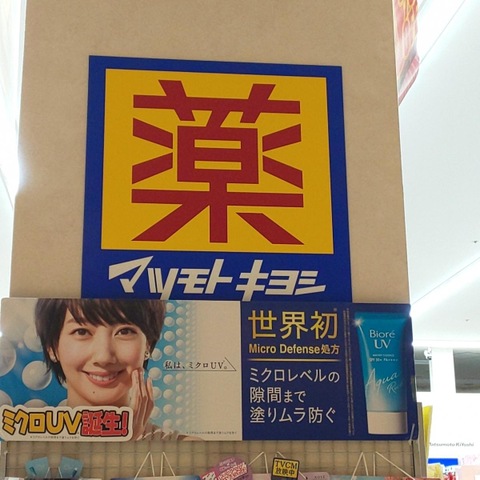 薬
マツモトキヨシ
私は、ミクロUV。
ミクロUV誕生!
世界初
Micro Defense処方
ミクロレベルの
隙間まで
塗りムラ防ぐ
Bioré
UV
Aqua
Rich
TVCM
放映中